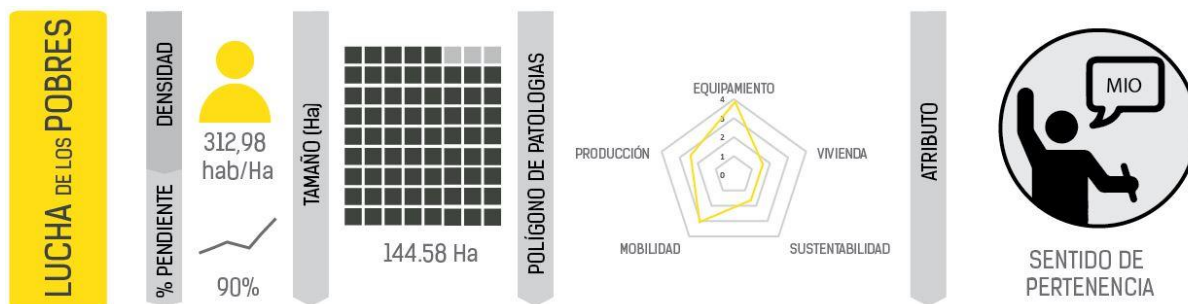 LUCHA DE LOS POBRES
DENSIDAD
312,98
hab/Ha
% PENDIENTE
90%
TAMAÑO (Ha)
144.58 Ha
POLÍGONO DE PATOLOGIAS
EQUIPAMIENTO
4
3
2
1
0
PRODUCCIÓN
VIVIENDA
MOBILIDAD
SUSTENTABILIDAD
ATRIBUTO
MIO
SENTIDO DE
PERTENENCIA